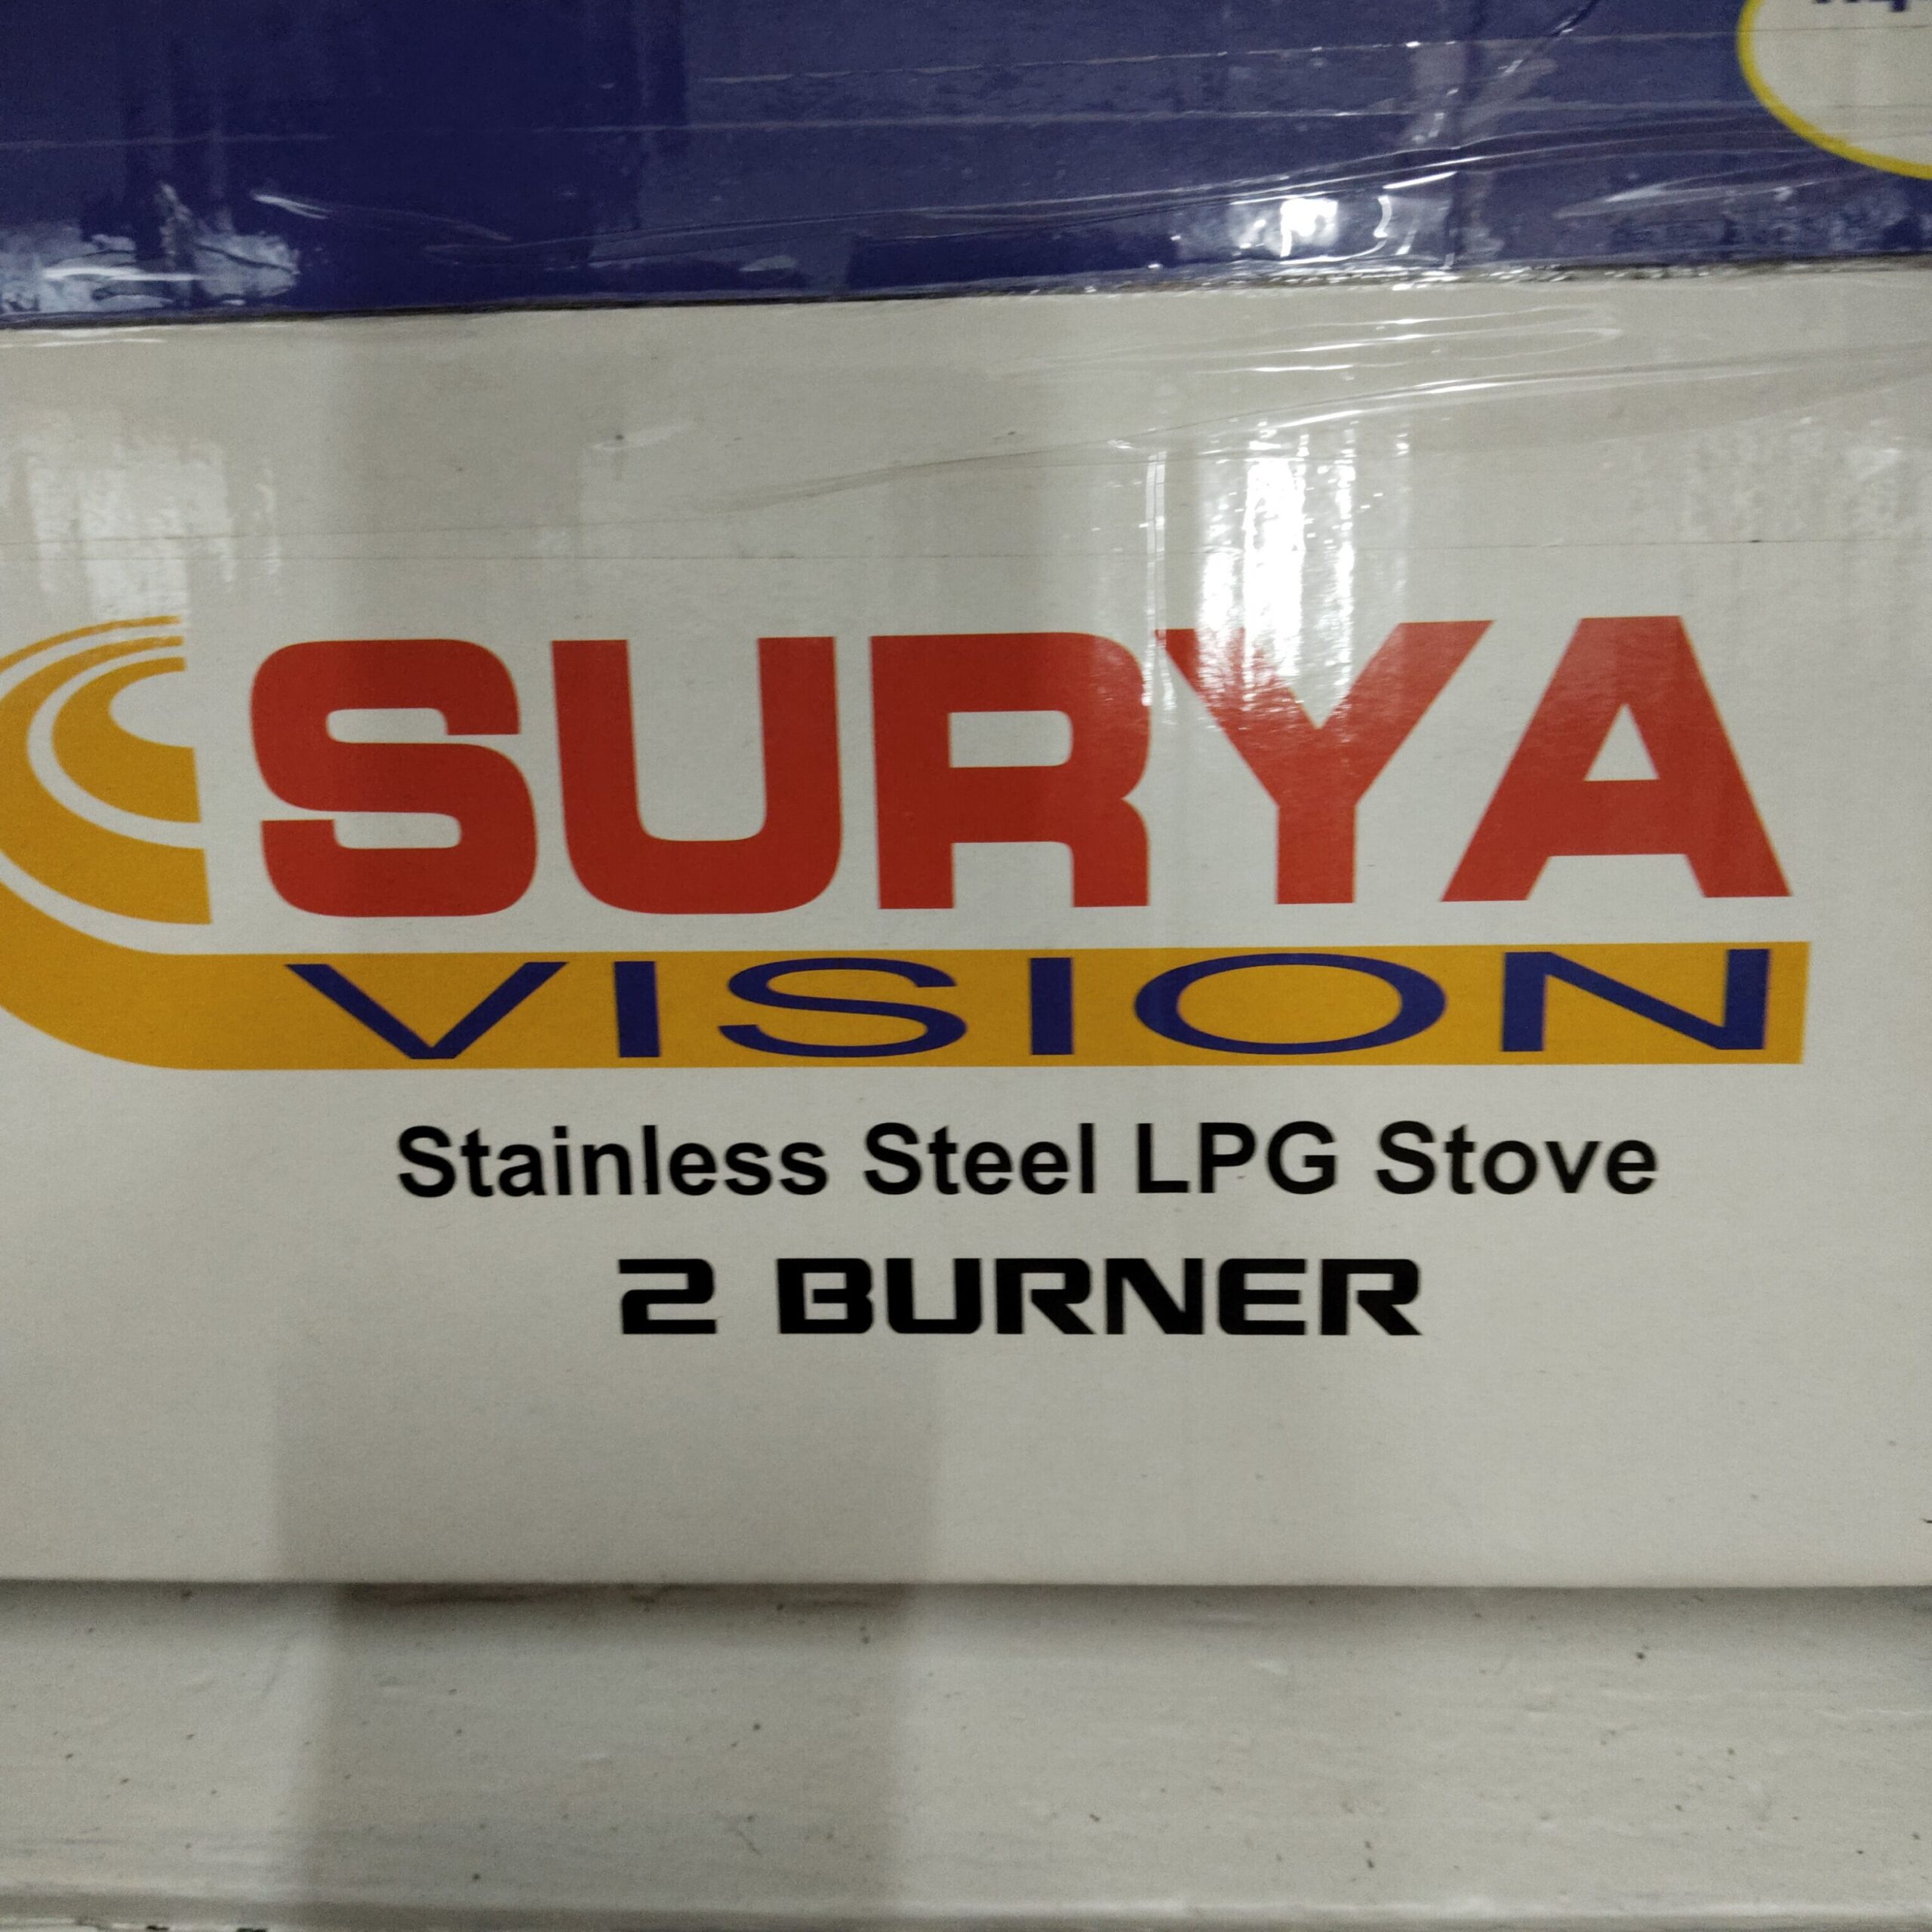 SURYA
VISION
Stainless Steel LPG Stove
2 BURNER